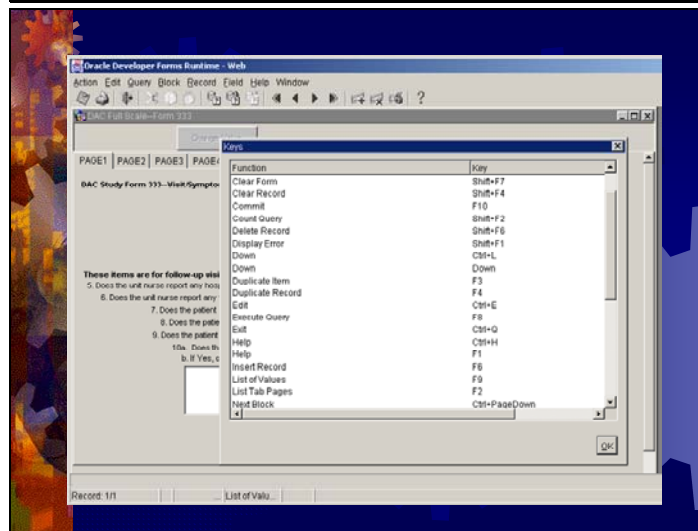 Oracle Developer Forms Runtime - Web
Action Edit Query Block Record Field Help Window
DAC Full Scale--Form 333
Keys
PAGE1 PAGE2 PAGE3 PAGE4
DAC Study Form 333--Visit/Sympto
These items are for follow-up visi
5. Does the unit nurse report any hosp
6. Does the unit nurse report any
7. Does the patient
8. Does the patie
9. Does the patient
10a. Does th
b. If Yes, c
Function Key
Clear Form Shift+F7
Clear Record Shift+F4
Commit F10
Count Query Shift+F2
Delete Record Shift+F6
Display Error Shift+F1
Down Ctrl+L
Down Down
Duplicate Item F3
Duplicate Record F4
Edit Ctrl+E
Execute Query F8
Exit Ctrl+Q
Help Ctrl+H
Help F1
Insert Record F6
List of Values F9
List Tab Pages F2
Next Block Ctrl+PageDown
OK
Record: 1/1 ... List of Valu...